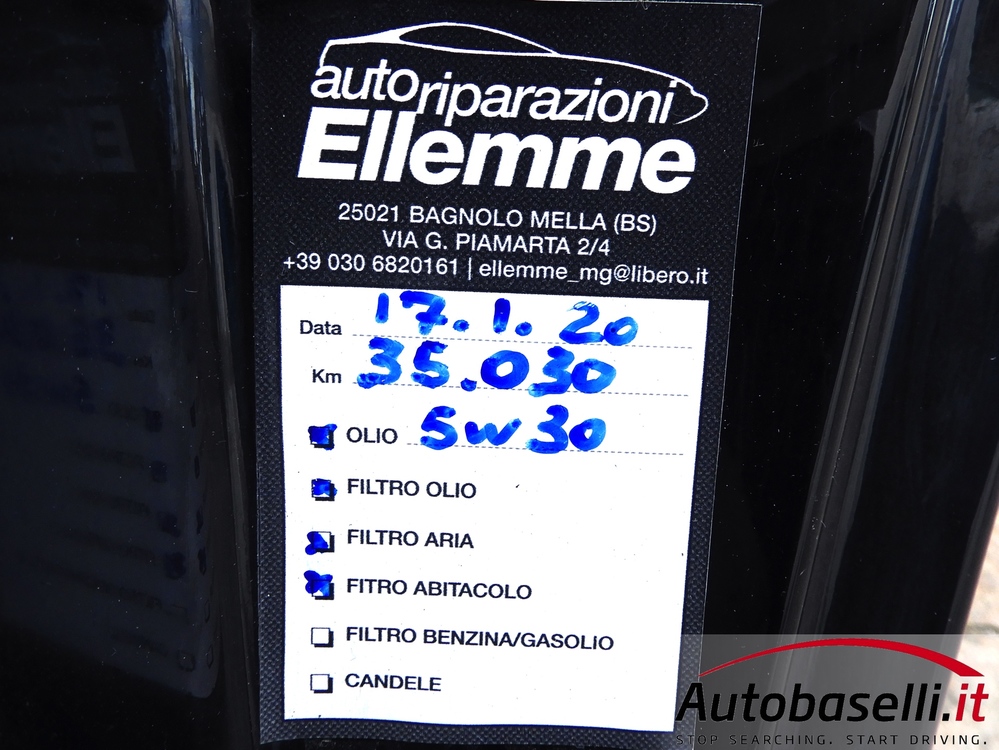 autoriparazioni
Ellemme
25021 BAGNOLO MELLA (BS)
VIA G. PIAMARTA 2/4
+39 030 6820161 | ellemme_mg@libero.it
Data 17.1.20
Km 35.030
OLIO 5W30
FILTRO OLIO
FILTRO ARIA
FITRO ABITACOLO
FILTRO BENZINA/GASOLIO
CANDELE
Autobaselli.it
STOP SEARCHING. START DRIVING.